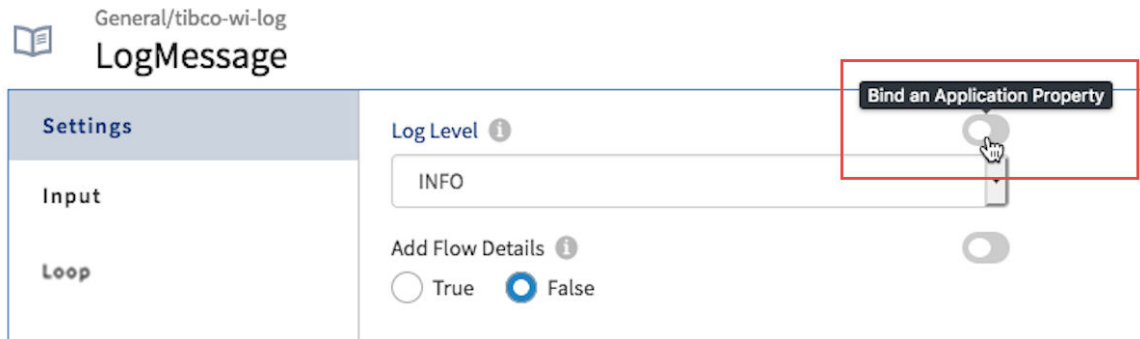 General/tibco-wi-log
LogMessage
Bind an Application Property
Settings
Log Level
INFO
Input
Add Flow Details
Loop
True False